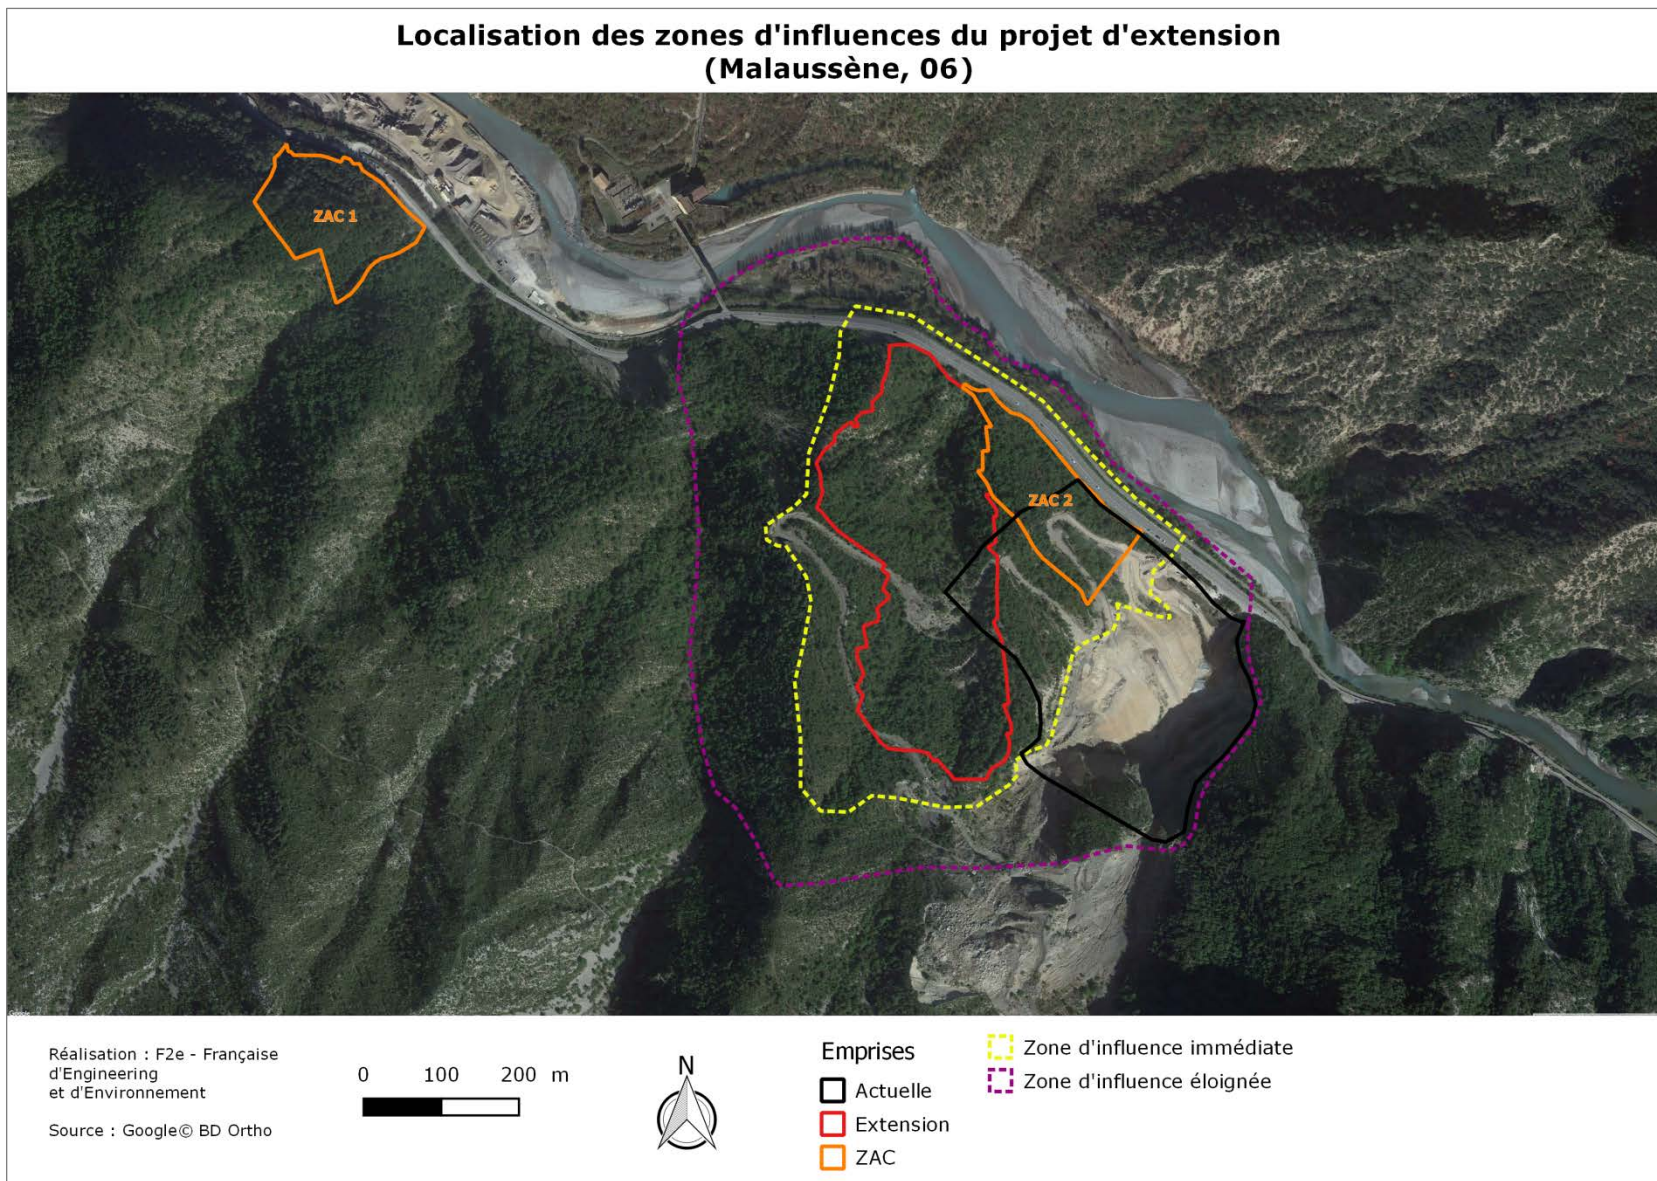 Localisation des zones d'influences du projet d'extension
(Malaussène, 06)
ZAC 1
ZAC 2
Google
Réalisation : F2e - Française
d'Engineering
et d'Environnement
Source : Google© BD Ortho
0 100 200 m
N
Emprises
Actuelle
Extension
ZAC
Zone d'influence immédiate
Zone d'influence éloignée